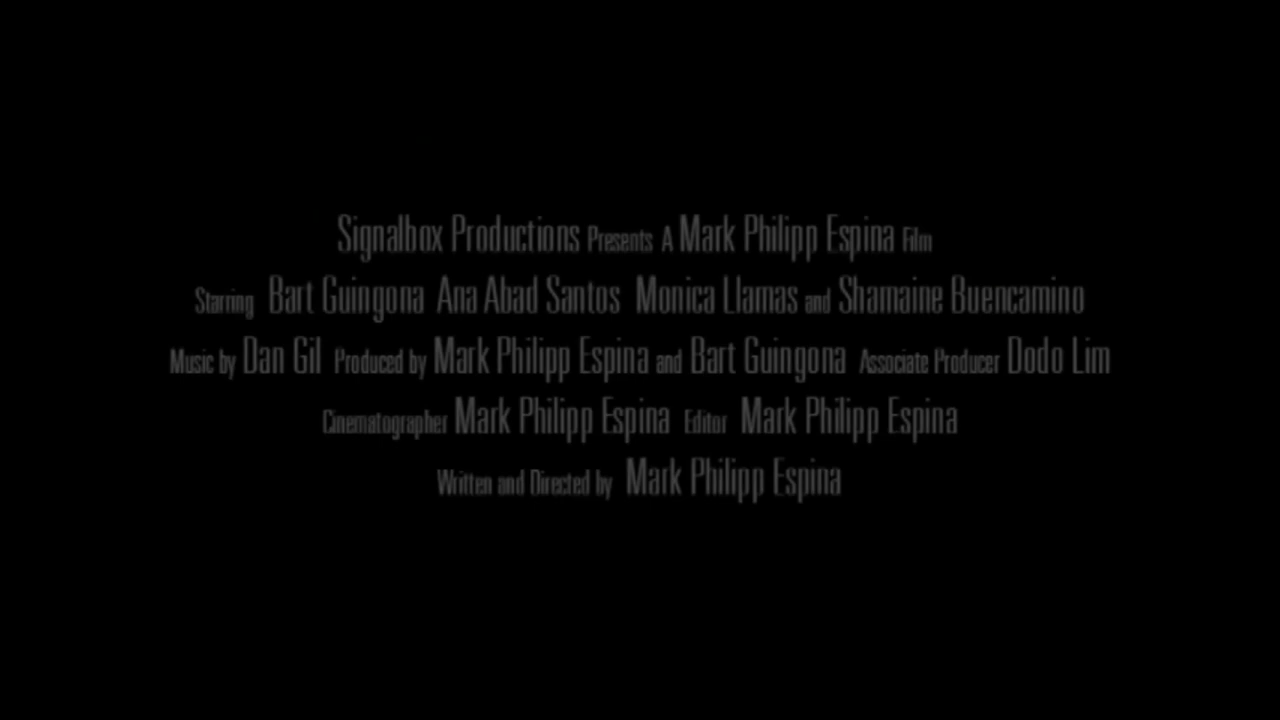 Signalbox Productions Presents A Mark Philipp Espina Film
Starring Bart Guingona Ana Abad Santos Monica Llamas and Shamaine Buencamino
Music by Dan Gil Produced by Mark Philipp Espina and Bart Guingona Associate Producer Dodo Lim
Cinematographer Mark Philipp Espina Editor Mark Philipp Espina
Written and Directed by Mark Philipp Espina